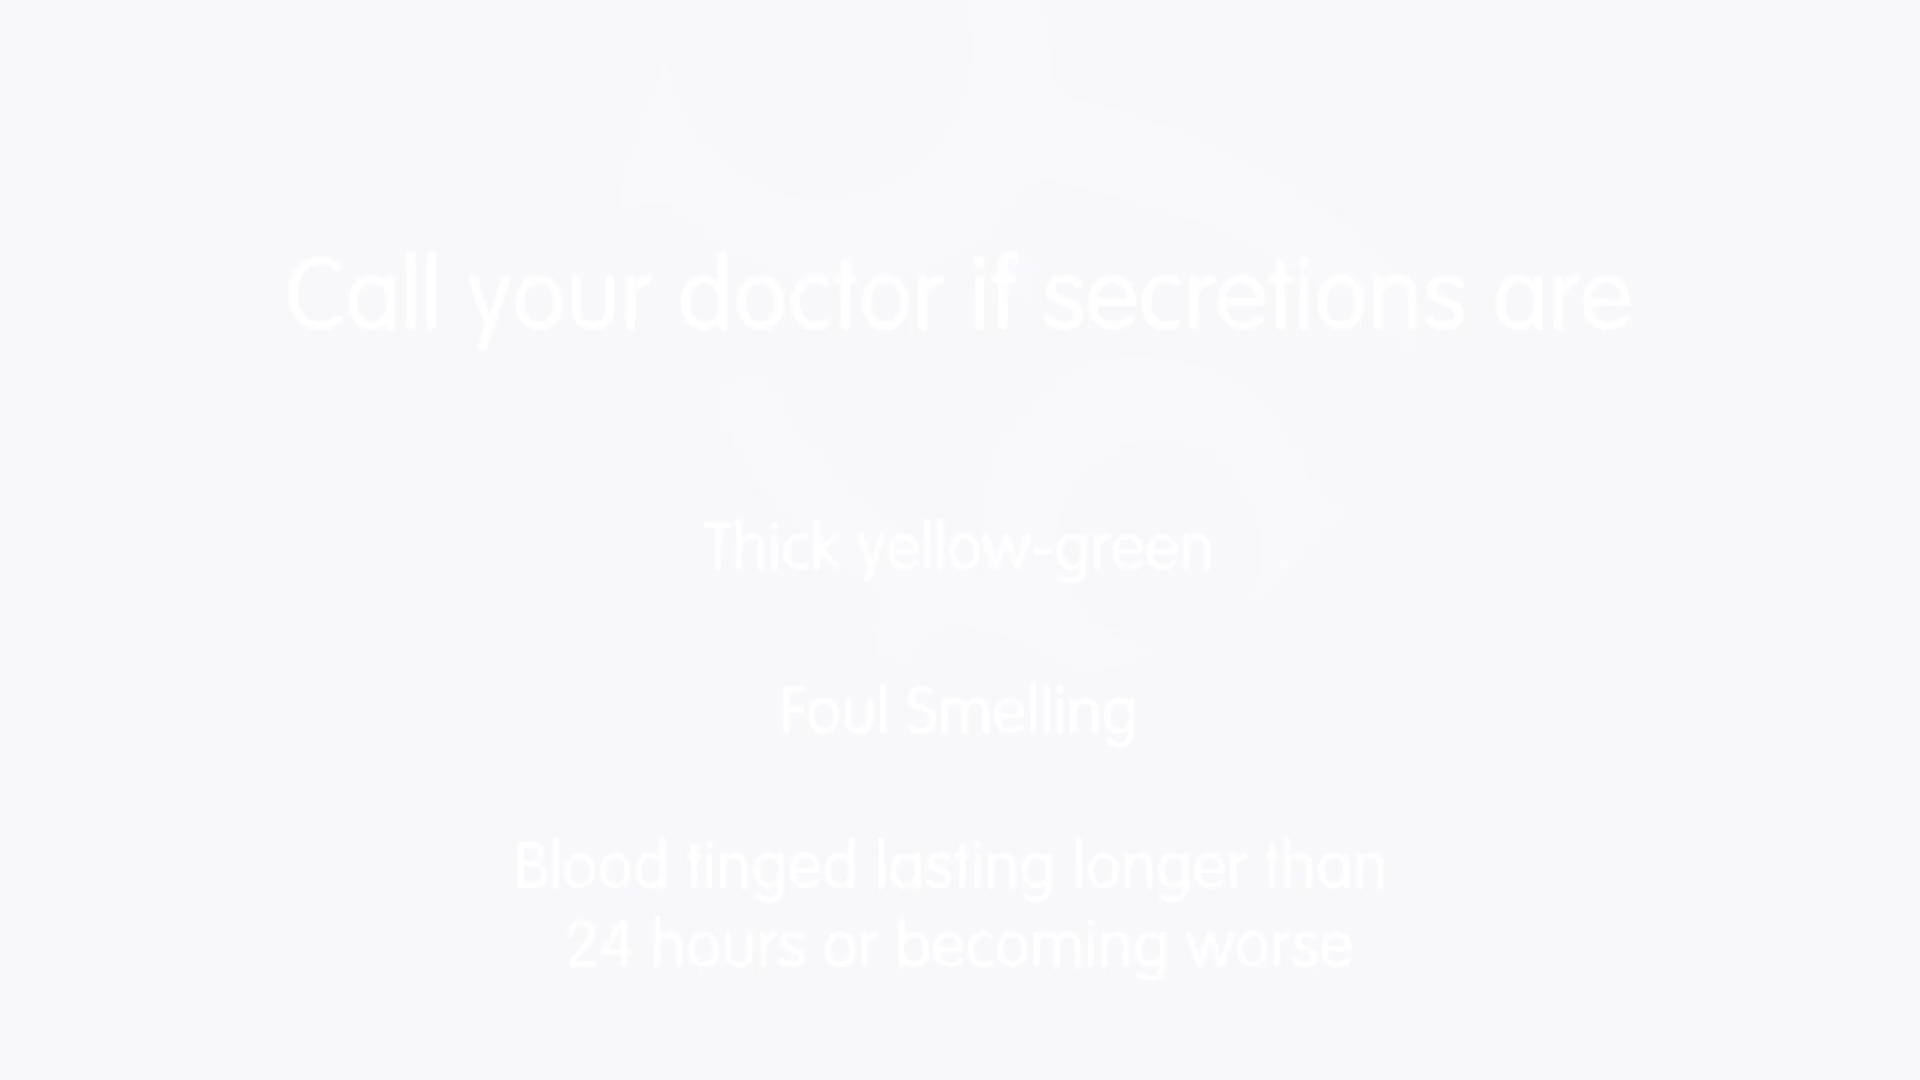 Call your doctor if secretions are
Thick yellow-green
Foul Smelling
Blood tinged lasting longer than
24 hours or becoming worse